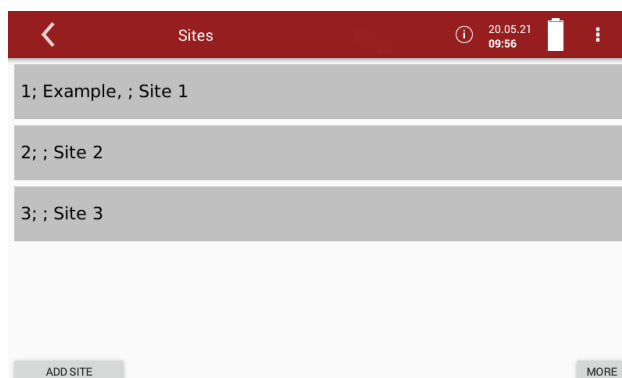 Sites
20.05.21
09:56
1; Example, ; Site 1
2; ; Site 2
3; ; Site 3
ADD SITE
MORE